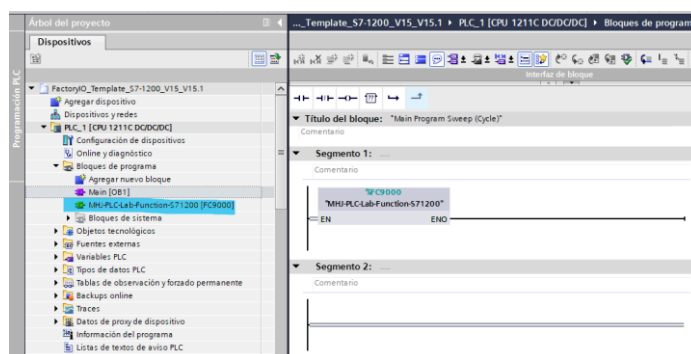 Árbol del proyecto
Dispositivos
Programación PLC
FactoryIO_Template_S7-1200_V15_V15.1
Agregar dispositivo
Dispositivos y redes
PLC_1 [CPU 1211C DC/DC/DC]
Configuración de dispositivos
Online y diagnóstico
Bloques de programa
Agregar nuevo bloque
Main [OB1]
MHJ-PLC-Lab-Function-S71200 [FC9000]
Bloques de sistema
Objetos tecnológicos
Fuentes externas
Variables PLC
Tipos de datos PLC
Tablas de observación y forzado permanente
Backups online
Traces
Datos de proxy de dispositivo
Información del programa
Listas de textos de aviso PLC
..._Template_S7-1200_V15_V15.1 ▸ PLC_1 [CPU 1211C DC/DC/DC] ▸ Bloques de program
Interfaz de bloque
Título del bloque: "Main Program Sweep (Cycle)"
Comentario
Segmento 1: .....
Comentario
%FC9000
"MHJ-PLC-Lab-Function-S71200"
EN ENO
Segmento 2: .....
Comentario